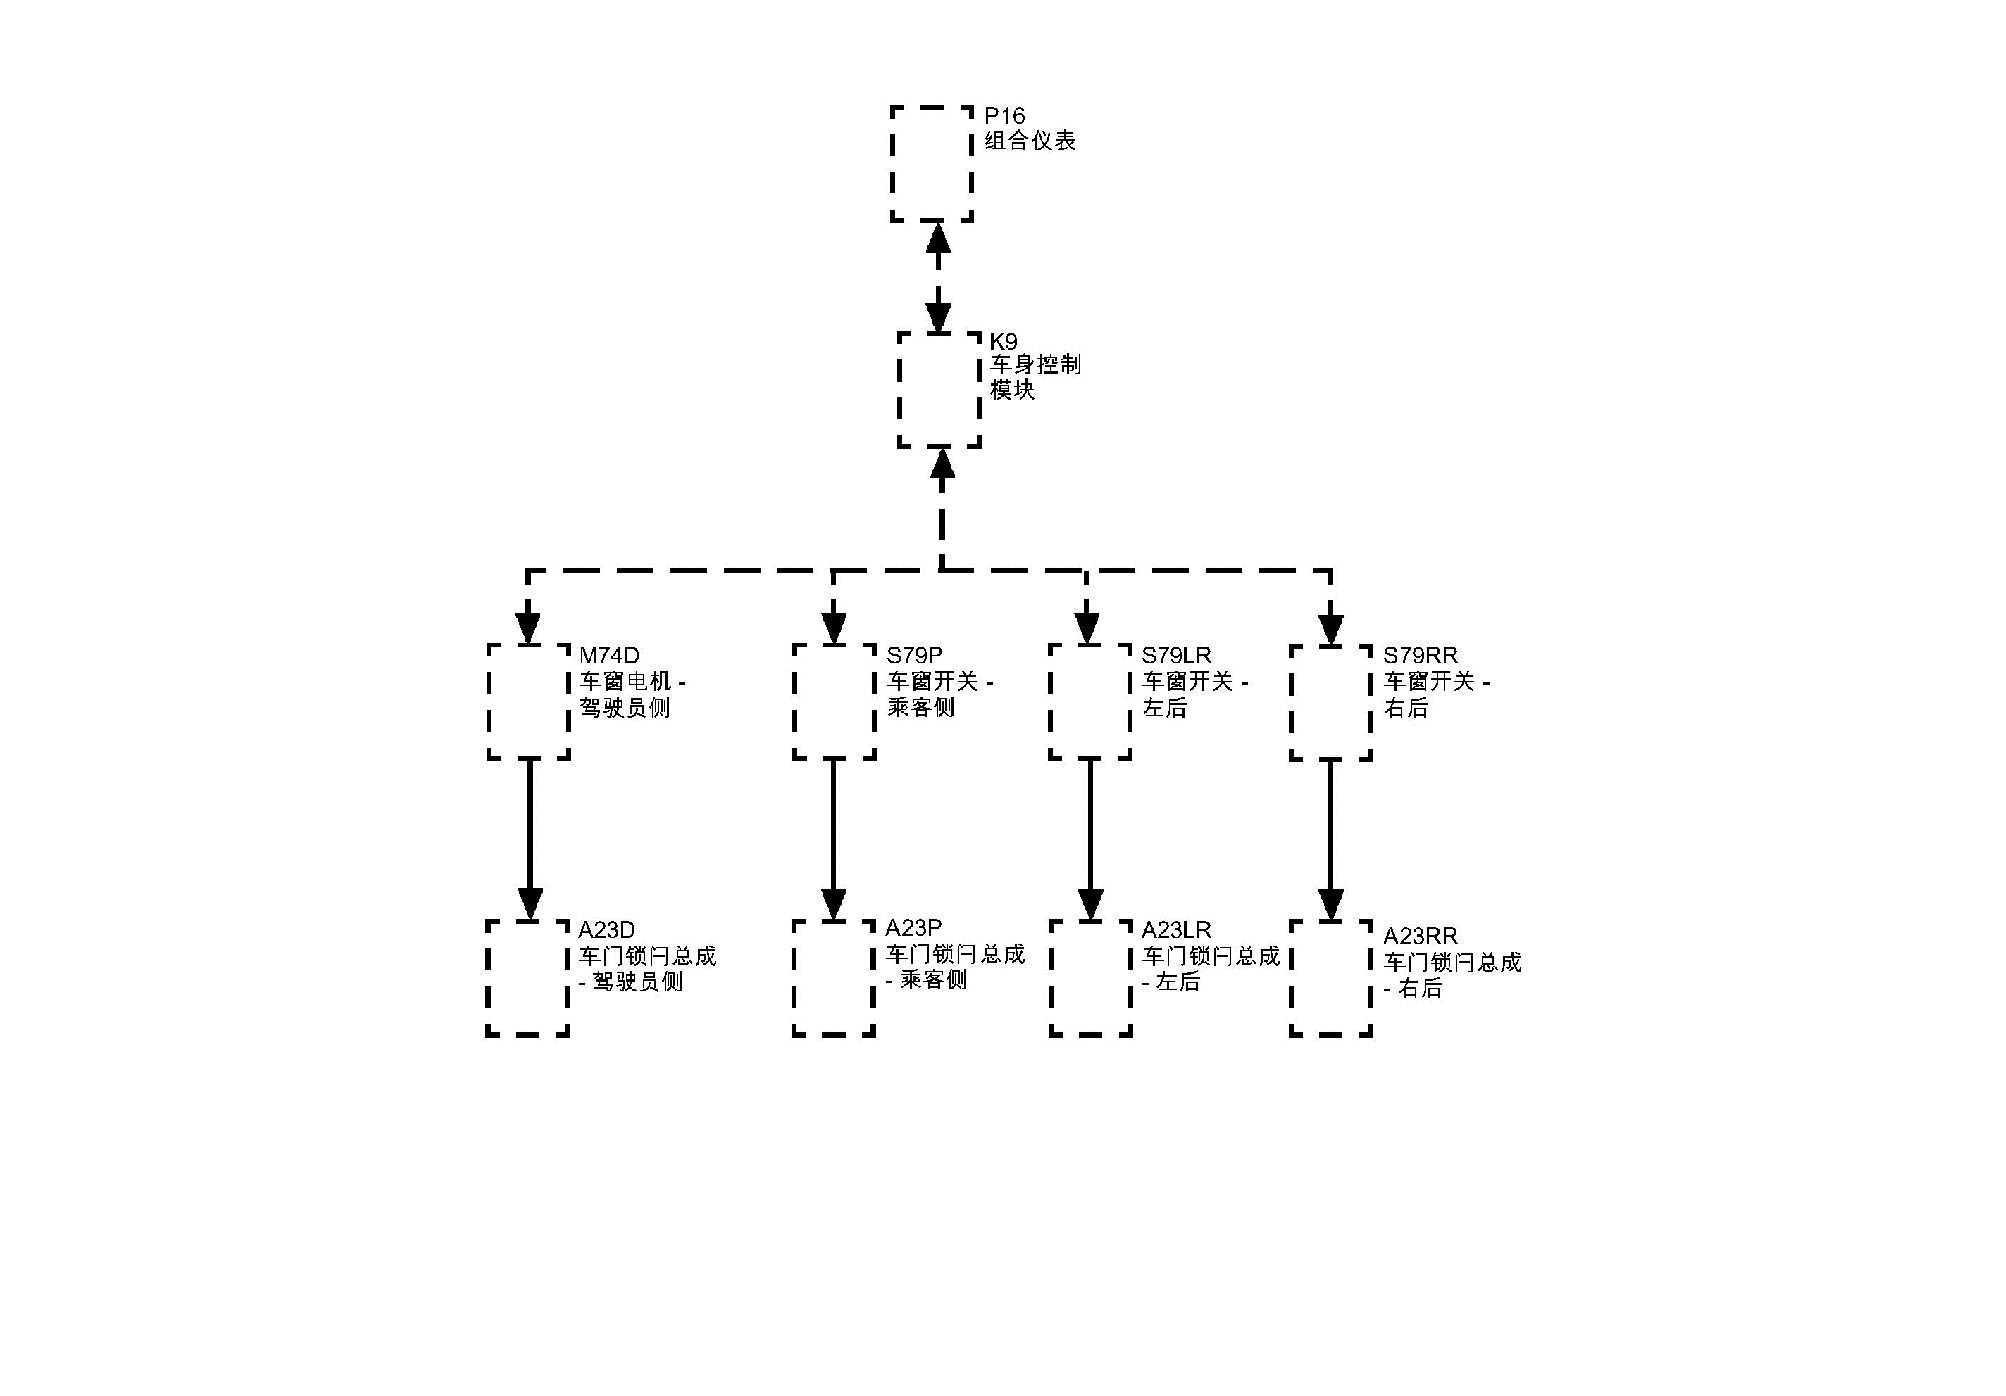 P16
组合仪表
K9
车身控制
模块
M74D
车窗电机 -
驾驶员侧
S79P
车窗开关 -
乘客侧
S79LR
车窗开关 -
左后
S79RR
车窗开关 -
右后
A23D
车门锁闩总成
- 驾驶员侧
A23P
车门锁闩总成
- 乘客侧
A23LR
车门锁闩总成
- 左后
A23RR
车门锁闩总成
- 右后